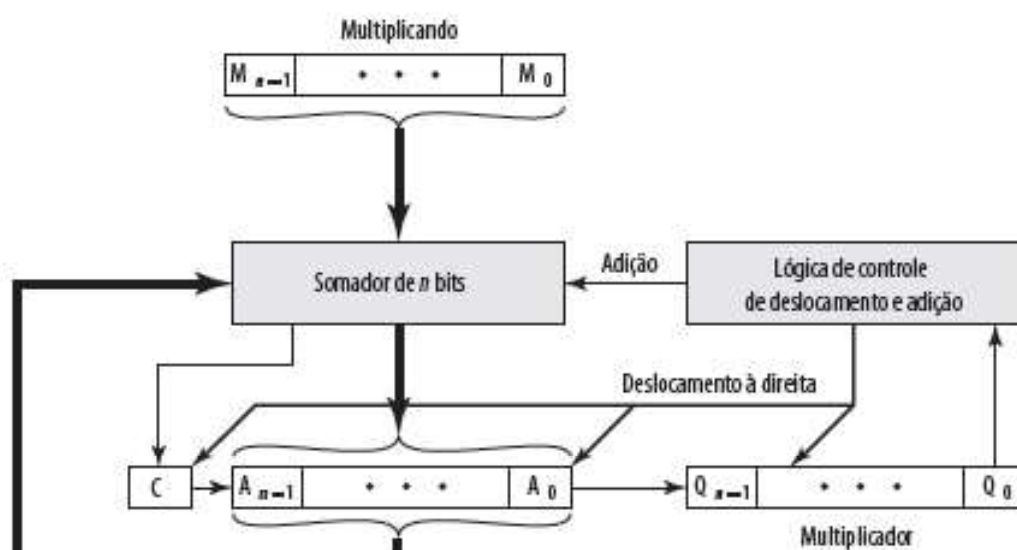 Multiplicando
M n−1 • • • M 0
Somador de n bits
Adição
Lógica de controle
de deslocamento e adição
Deslocamento à direita
C
A n−1 • • • A 0
Q n−1 • • • Q 0
Multiplicador